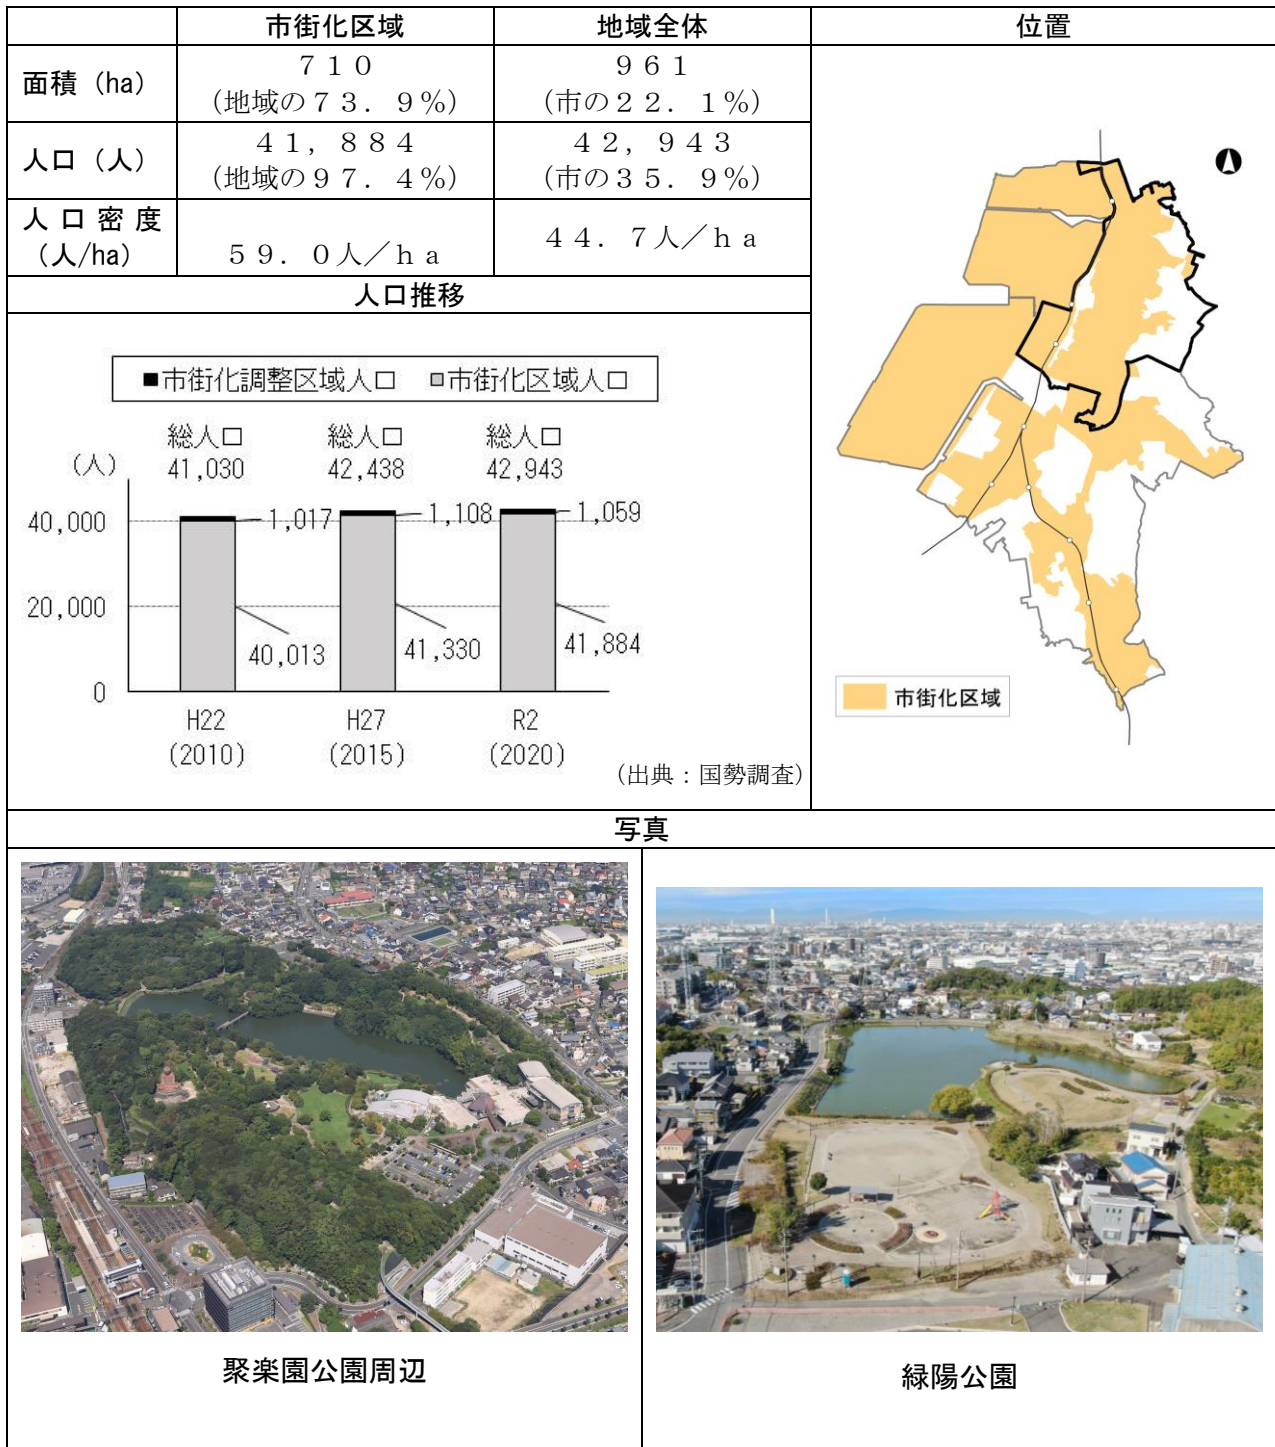 市街化区域
地域全体
位置
面積（ha）
７１０
（地域の７３．９％）
９６１
（市の２２．１％）
人口（人）
４１，８８４
（地域の９７．４％）
４２，９４３
（市の３５．９％）
人口密度
（人/ha）
５９．０人／ｈａ
４４．７人／ｈａ
人口推移
■市街化調整区域人口 ■市街化区域人口
総人口
41,030
総人口
42,438
総人口
42,943
（人）
40,000
20,000
0
1,017
1,108
1,059
40,013
41,330
41,884
H22
(2010)
H27
(2015)
R2
(2020)
（出典：国勢調査）
市街化区域
写真
聚楽園公園周辺
緑陽公園